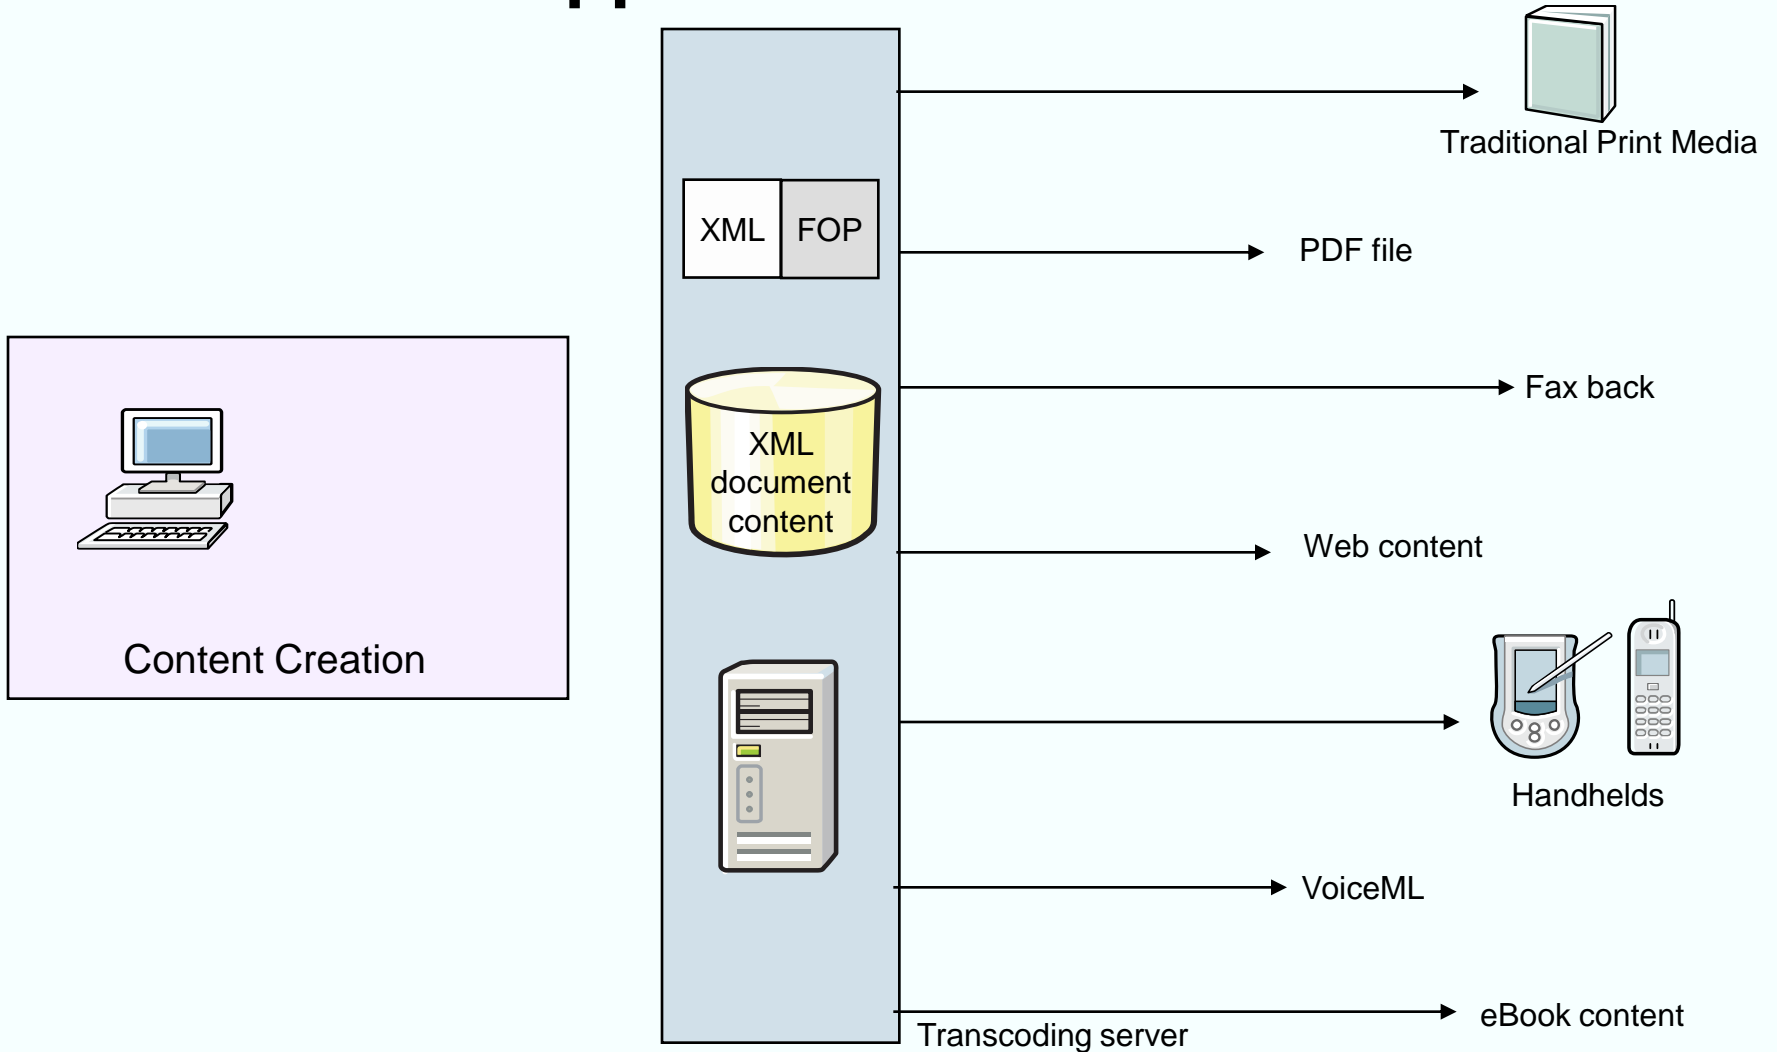 Traditional Print Media
XML
FOP
PDF file
Fax back
XML
document
content
Web content
Content Creation
Handhelds
VoiceML
eBook content
Transcoding server